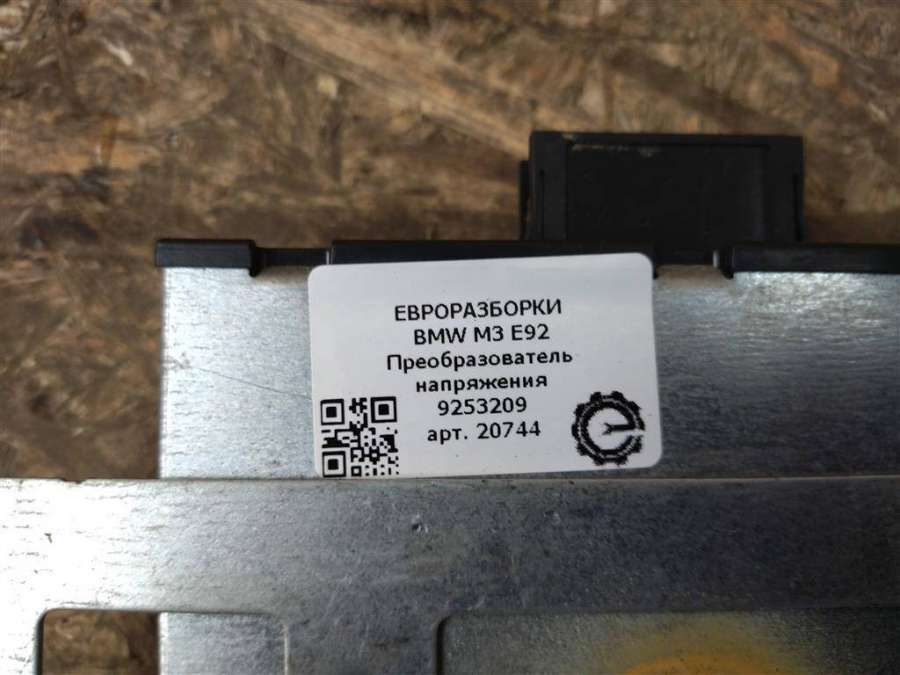 ЕВРОРАЗБОРКИ
BMW M3 E92
Преобразователь
напряжения
9253209
арт. 20744